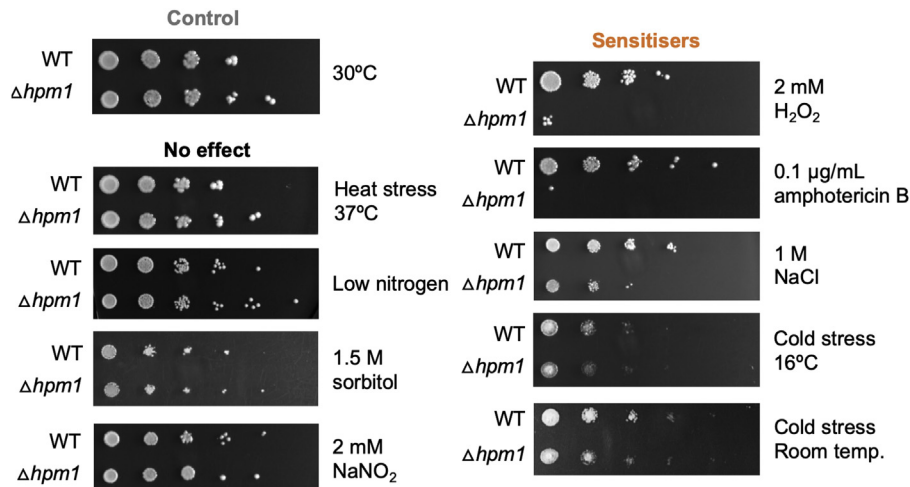 Control
WT
Δhpm1
30ºC
No effect
WT
Δhpm1
Heat stress
37ºC
WT
Δhpm1
Low nitrogen
WT
Δhpm1
1.5 M
sorbitol
WT
Δhpm1
2 mM
NaNO₂
Sensitisers
WT
Δhpm1
2 mM
H₂O₂
WT
Δhpm1
0.1 µg/mL
amphotericin B
WT
Δhpm1
1 M
NaCl
WT
Δhpm1
Cold stress
16ºC
WT
Δhpm1
Cold stress
Room temp.